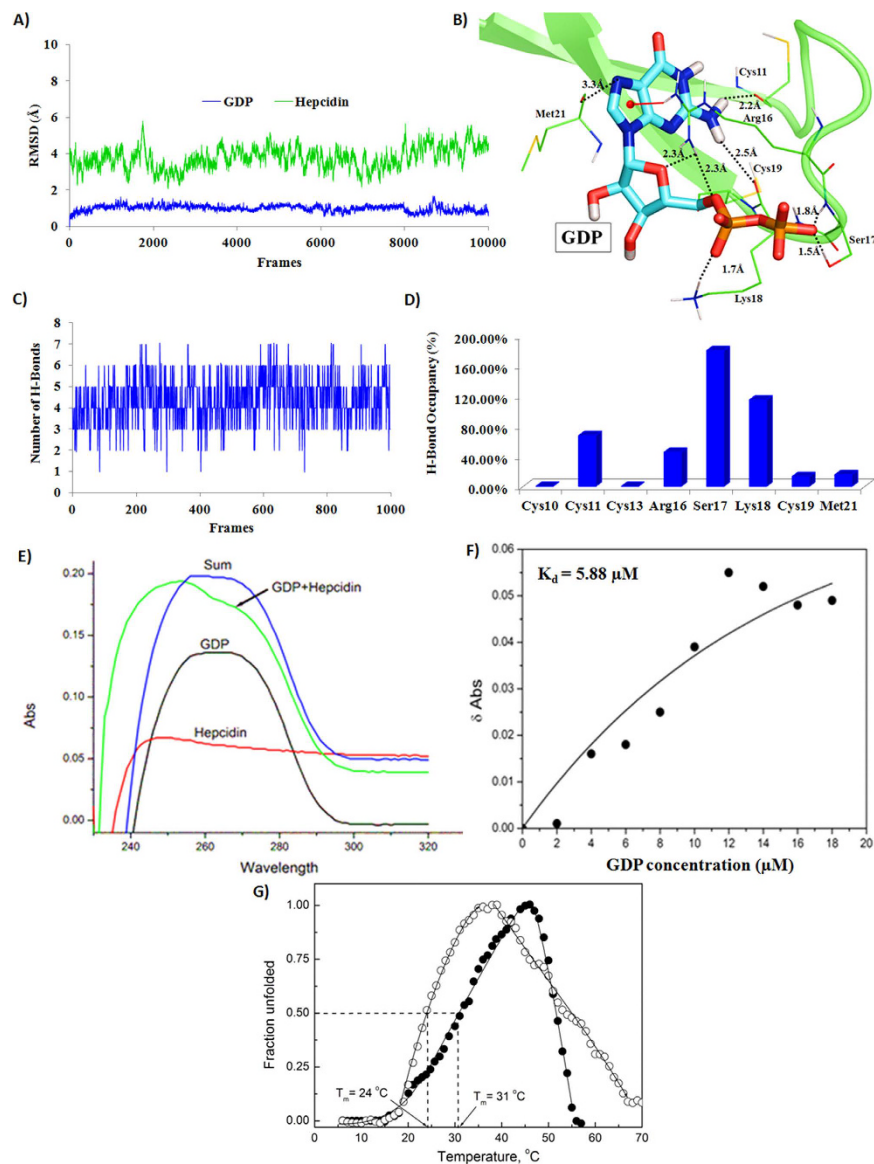 A)
10
8
6
4
2
0
RMSD (Å)
GDP
Hepcidin
0 2000 4000 6000 8000 10000
Frames
B)
Cys11
3.3Å
2.2Å
Met21
Arg16
2.5Å
2.3Å
Cys19
2.3Å
1.8Å
GDP
Ser17
1.5Å
1.7Å
Lys18
C)
8
7
6
5
4
3
2
1
0
Number of H-Bonds
0 200 400 600 800 1000
Frames
D)
200.00%
160.00%
120.00%
80.00%
40.00%
0.00%
H-Bond Occupancy (%)
Cys10 Cys11 Cys13 Arg16 Ser17 Lys18 Cys19 Met21
E)
Sum
GDP+Hepcidin
GDP
Hepcidin
0.20
0.15
0.10
0.05
0.00
Abs
240 260 280 300 320
Wavelength
F)
Kd = 5.88 µM
0.06
0.05
0.04
0.03
0.02
0.01
0.00
δ Abs
0 2 4 6 8 10 12 14 16 18 20
GDP concentration (µM)
G)
1.00
0.75
0.50
0.25
0.00
Fraction unfolded
Tm= 24 °C
Tm= 31 °C
0 10 20 30 40 50 60 70
Temperature, °C